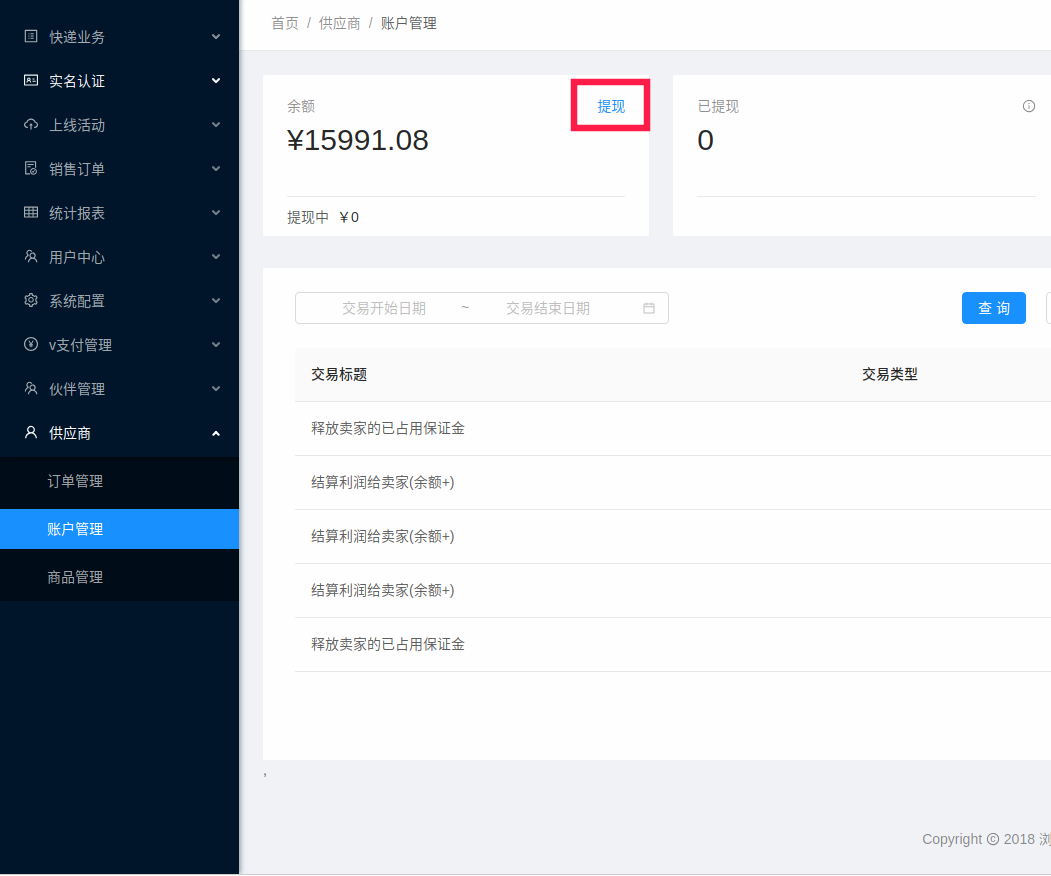 快递业务
实名认证
上线活动
销售订单
统计报表
用户中心
系统配置
v支付管理
伙伴管理
供应商
订单管理
账户管理
商品管理
首页 / 供应商 / 账户管理
余额 提现
¥15991.08
提现中 ¥0
已提现
0
交易开始日期 ~ 交易结束日期 查 询
交易标题 交易类型
释放卖家的已占用保证金
结算利润给卖家(余额+)
结算利润给卖家(余额+)
结算利润给卖家(余额+)
释放卖家的已占用保证金
,
Copyright © 2018 浏